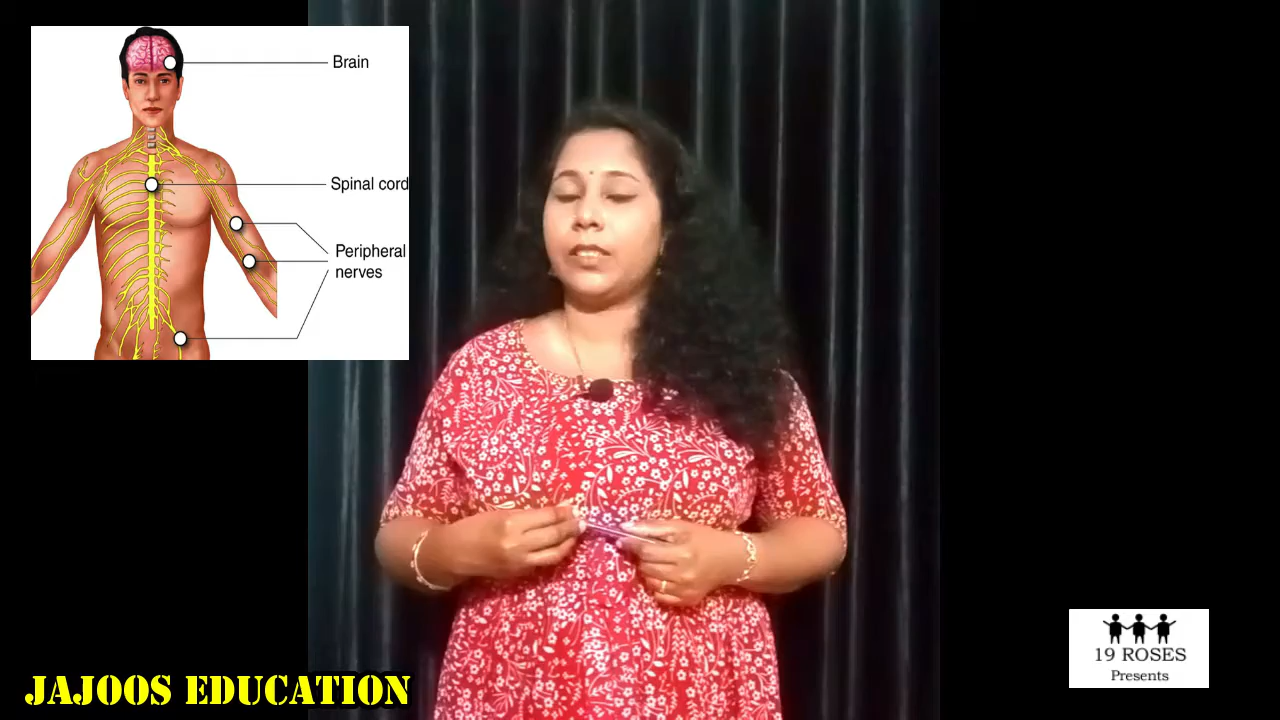 Brain
Spinal cord
Peripheral
nerves
JAJOOS EDUCATION
19 ROSES
Presents